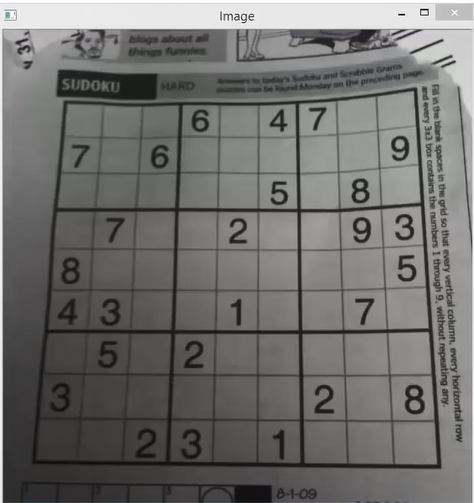 Image
31,
blogs about all
things funnies.
SUDOKU HARD
Answers to today's Sudoku and Scribble Grams
puzzles can be found Monday on the preceding page.
6 4 7
7 6 9
5 8
7 2 9 3
8 5
4 3 1 7
5 2
3 2 8
2 3 1
Fill in the blank spaces in the grid so that every vertical column, every horizontal row
and every 3x3 box contains the numbers 1 through 9, without repeating any.
1 2 3
8-1-09